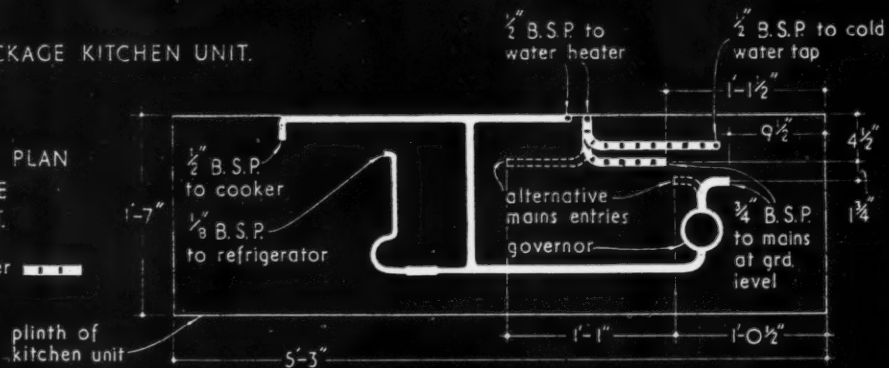 PACKAGE KITCHEN UNIT.
PLAN
½" B.S.P. to
water heater
½" B.S.P. to cold
water tap
1'-1½"
9½"
4½"
1¾"
½" B.S.P.
to cooker
⅛" B.S.P.
to refrigerator
1'-7"
alternative
mains entries
governor
¾" B.S.P.
to mains
at grd.
level
plinth of
kitchen unit
1'-1"
1'-0½"
5'-3"